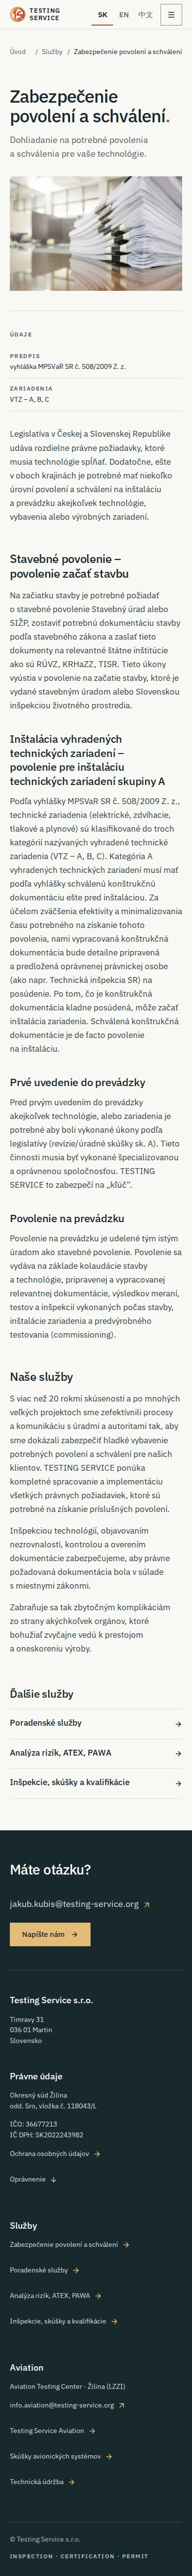 TESTING
SERVICE
SK EN 中文 ☰
Úvod / Služby / Zabezpečenie povolení a schválení
Zabezpečenie
povolení a schválení.
Dohliadanie na potrebné povolenia
a schválenia pre vaše technológie.
ÚDAJE
PREDPIS
vyhláška MPSVaR SR č. 508/2009 Z. z.
ZARIADENIA
VTZ – A, B, C
Legislatíva v Českej a Slovenskej Republike
udáva rozdielne právne požiadavky, ktoré
musia technológie spĺňať. Dodatočne, ešte
v oboch krajinách je potrebné mať niekoľko
úrovní povolení a schválení na inštaláciu
a prevádzku akejkoľvek technológie,
vybavenia alebo výrobných zariadení.
Stavebné povolenie –
povolenie začať stavbu
Na začiatku stavby je potrebné požiadať
o stavebné povolenie Stavebný úrad alebo
SIŽP, zostaviť potrebnú dokumentáciu stavby
podľa stavebného zákona a zaslať tieto
dokumenty na relevantné štátne inštitúcie
ako sú RÚVZ, KRHaZZ, TISR. Tieto úkony
vyústia v povolenie na začatie stavby, ktoré je
vydané stavebným úradom alebo Slovenskou
inšpekciou životného prostredia.
Inštalácia vyhradených
technických zariadení –
povolenie pre inštaláciu
technických zariadení skupiny A
Podľa vyhlášky MPSVaR SR č. 508/2009 Z. z.,
technické zariadenia (elektrické, zdvíhacie,
tlakové a plynové) sú klasifikované do troch
kategórií nazývaných vyhradené technické
zariadenia (VTZ – A, B, C). Kategória A
vyhradených technických zariadení musí mať
podľa vyhlášky schválenú konštrukčnú
dokumentáciu ešte pred inštaláciou. Za
účelom zväčšenia efektivity a minimalizovania
času potrebného na získanie tohoto
povolenia, nami vypracovaná konštrukčná
dokumentácia bude detailne pripravená
a predložená oprávnenej právnickej osobe
(ako napr. Technická inšpekcia SR) na
posúdenie. Po tom, čo je konštrukčná
dokumentácia kladne posúdená, môže začať
inštalácia zariadenia. Schválená konštrukčná
dokumentácia je de facto povolenie
na inštaláciu.
Prvé uvedenie do prevádzky
Pred prvým uvedením do prevádzky
akejkoľvek technológie, alebo zariadenia je
potrebné aby boli vykonané úkony podľa
legislatívy (revízie/úradné skúšky sk. A). Tieto
činnosti musia byť vykonané špecializovanou
a oprávnenou spoločnosťou. TESTING
SERVICE to zabezpečí na „kľúč“.
Povolenie na prevádzku
Povolenie na prevádzku je udelené tým istým
úradom ako stavebné povolenie. Povolenie sa
vydáva na základe kolaudácie stavby
a technológie, pripravenej a vypracovanej
relevantnej dokumentácie, výsledkov meraní,
testov a inšpekcií vykonaných počas stavby,
inštalácie zariadenia a predvýrobného
testovania (commissioning).
Naše služby
S viac než 20 rokmi skúseností a po mnohých
veľkých projektoch sme zoefektívnili procesy
a komunikáciu s úradmi a autoritami tak, aby
sme dokázali zabezpečiť hladké vybavenie
potrebných povolení a schválení pre našich
klientov. TESTING SERVICE ponúka
kompletné spracovanie a implementáciu
všetkých právnych požiadaviek, ktoré sú
potrebné na získanie príslušných povolení.
Inšpekciou technológií, objavovaním
nezrovnalostí, kontrolou a overením
dokumentácie zabezpečujeme, aby právne
požadovaná dokumentácia bola v súlade
s miestnymi zákonmi.
Zabraňuje sa tak zbytočným komplikáciám
zo strany akýchkoľvek orgánov, ktoré
bohužiaľ zvyčajne vedú k prestojom
a oneskoreniu výroby.
Ďalšie služby
Poradenské služby →
Analýza rizík, ATEX, PAWA →
Inšpekcie, skúšky a kvalifikácie →
Máte otázku?
jakub.kubis@testing-service.org ↗
Napíšte nám →
Testing Service s.r.o.
Timravy 31
036 01 Martin
Slovensko
Právne údaje
Okresný súd Žilina
odd. Sro, vložka č. 118043/L
IČO: 36677213
IČ DPH: SK2022243982
Ochrana osobných údajov →
Oprávnenie ↓
Služby
Zabezpečenie povolení a schválení →
Poradenské služby →
Analýza rizík, ATEX, PAWA →
Inšpekcie, skúšky a kvalifikácie →
Aviation
Aviation Testing Center · Žilina (LZZI)
info.aviation@testing-service.org ↗
Testing Service Aviation →
Skúšky avionických systémov →
Technická údržba →
© Testing Service s.r.o.
INSPECTION · CERTIFICATION · PERMIT